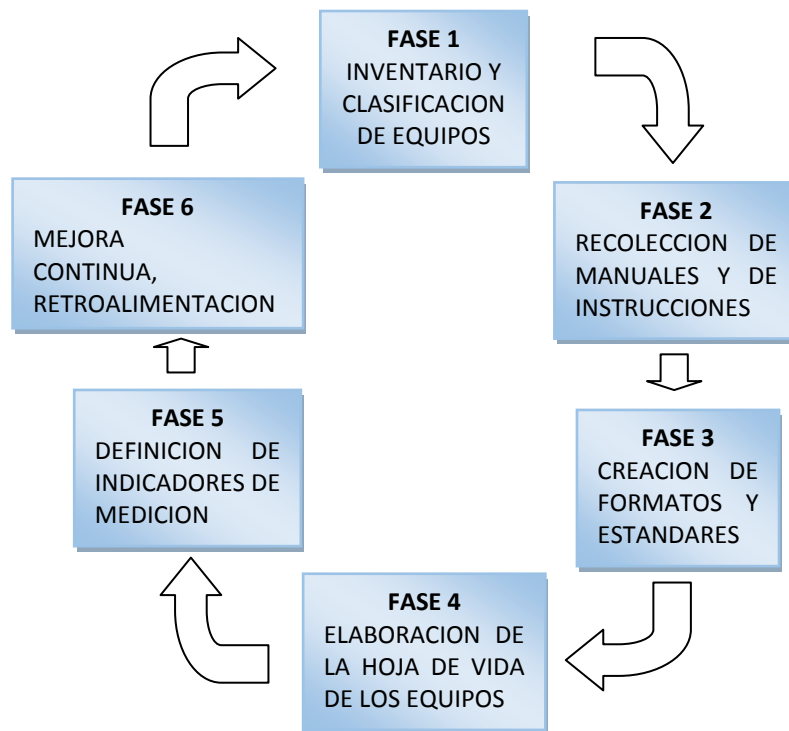 FASE 1
INVENTARIO Y
CLASIFICACION
DE EQUIPOS
FASE 2
RECOLECCION DE
MANUALES Y DE
INSTRUCCIONES
FASE 3
CREACION DE
FORMATOS Y
ESTANDARES
FASE 4
ELABORACION DE
LA HOJA DE VIDA
DE LOS EQUIPOS
FASE 5
DEFINICION DE
INDICADORES DE
MEDICION
FASE 6
MEJORA
CONTINUA,
RETROALIMENTACION